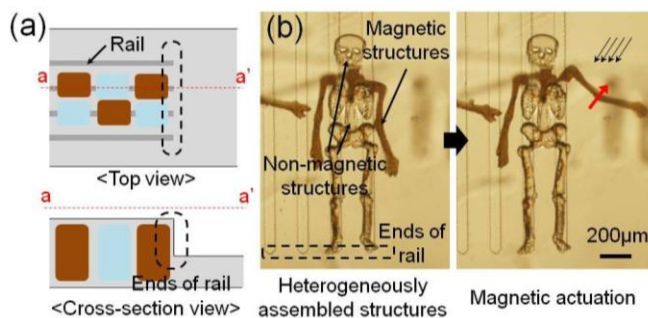 (a)
Rail
a
a'
<Top view>
a
a'
Ends of rail
<Cross-section view>
(b)
Magnetic
structures
Non-magnetic
structures
Ends of
rail
Heterogeneously
assembled structures
200μm
Magnetic actuation